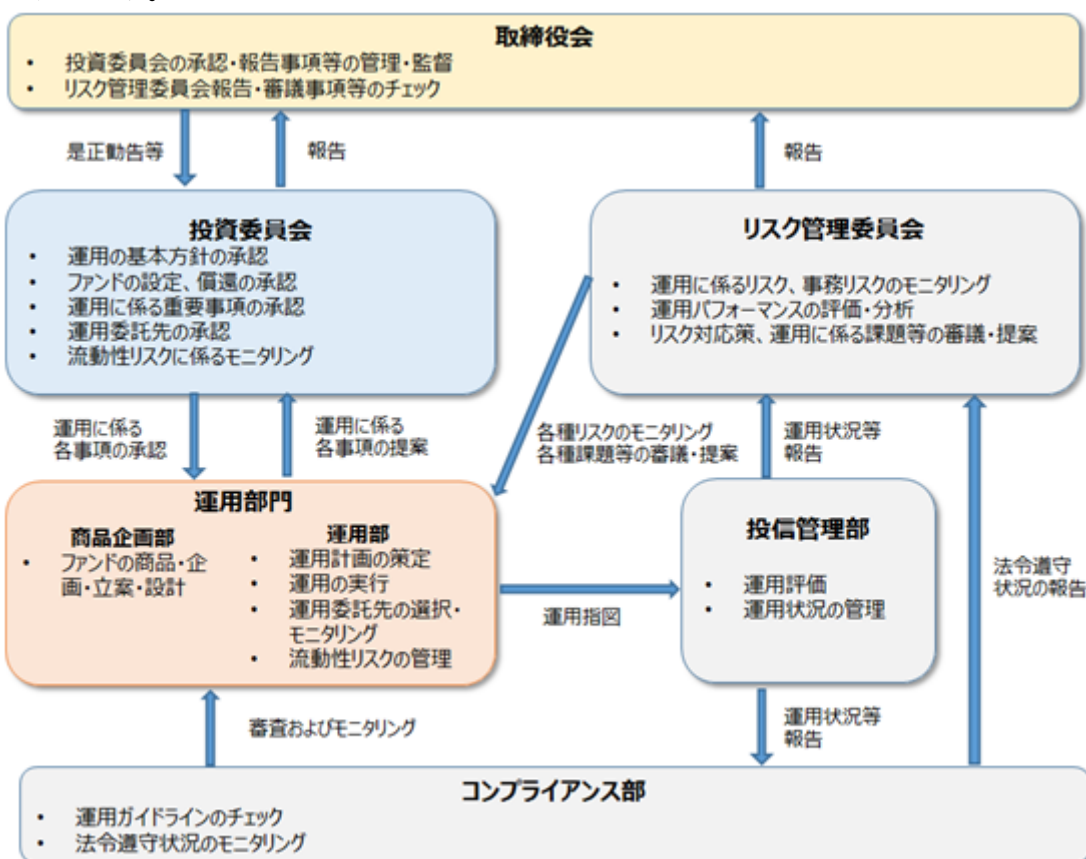 取締役会
• 投資委員会の承認・報告事項等の管理・監督
• リスク管理委員会報告・審議事項等のチェック
是正勧告等
報告
報告
投資委員会
• 運用の基本方針の承認
• ファンドの設定、償還の承認
• 運用に係る重要事項の承認
• 運用委託先の承認
• 流動性リスクに係るモニタリング
リスク管理委員会
• 運用に係るリスク、事務リスクのモニタリング
• 運用パフォーマンスの評価・分析
• リスク対応策、運用に係る課題等の審議・提案
運用に係る
各事項の承認
運用に係る
各事項の提案
各種リスクのモニタリング
各種課題等の審議・提案
運用状況等
報告
運用部門
商品企画部
• ファンドの商品・企
画・立案・設計
運用部
• 運用計画の策定
• 運用の実行
• 運用委託先の選択・
モニタリング
• 流動性リスクの管理
運用指図
投信管理部
• 運用評価
• 運用状況の管理
法令遵守
状況の報告
審査およびモニタリング
運用状況等
報告
コンプライアンス部
• 運用ガイドラインのチェック
• 法令遵守状況のモニタリング